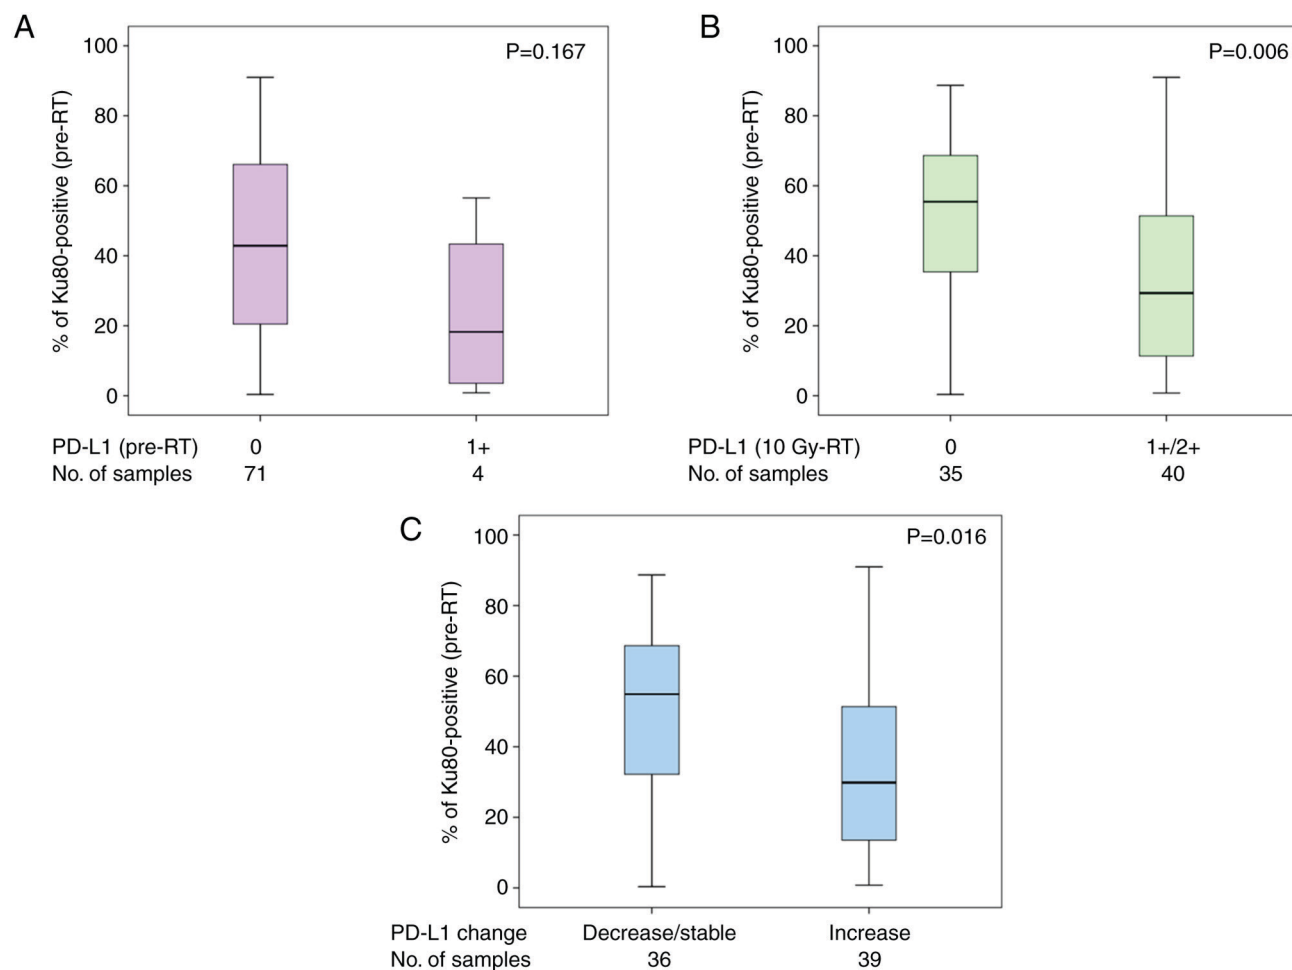 A
P=0.167
% of Ku80-positive (pre-RT)
100
80
60
40
20
0
PD-L1 (pre-RT) 0 1+
No. of samples 71 4
B
P=0.006
% of Ku80-positive (pre-RT)
100
80
60
40
20
0
PD-L1 (10 Gy-RT) 0 1+/2+
No. of samples 35 40
C
P=0.016
% of Ku80-positive (pre-RT)
100
80
60
40
20
0
PD-L1 change Decrease/stable Increase
No. of samples 36 39